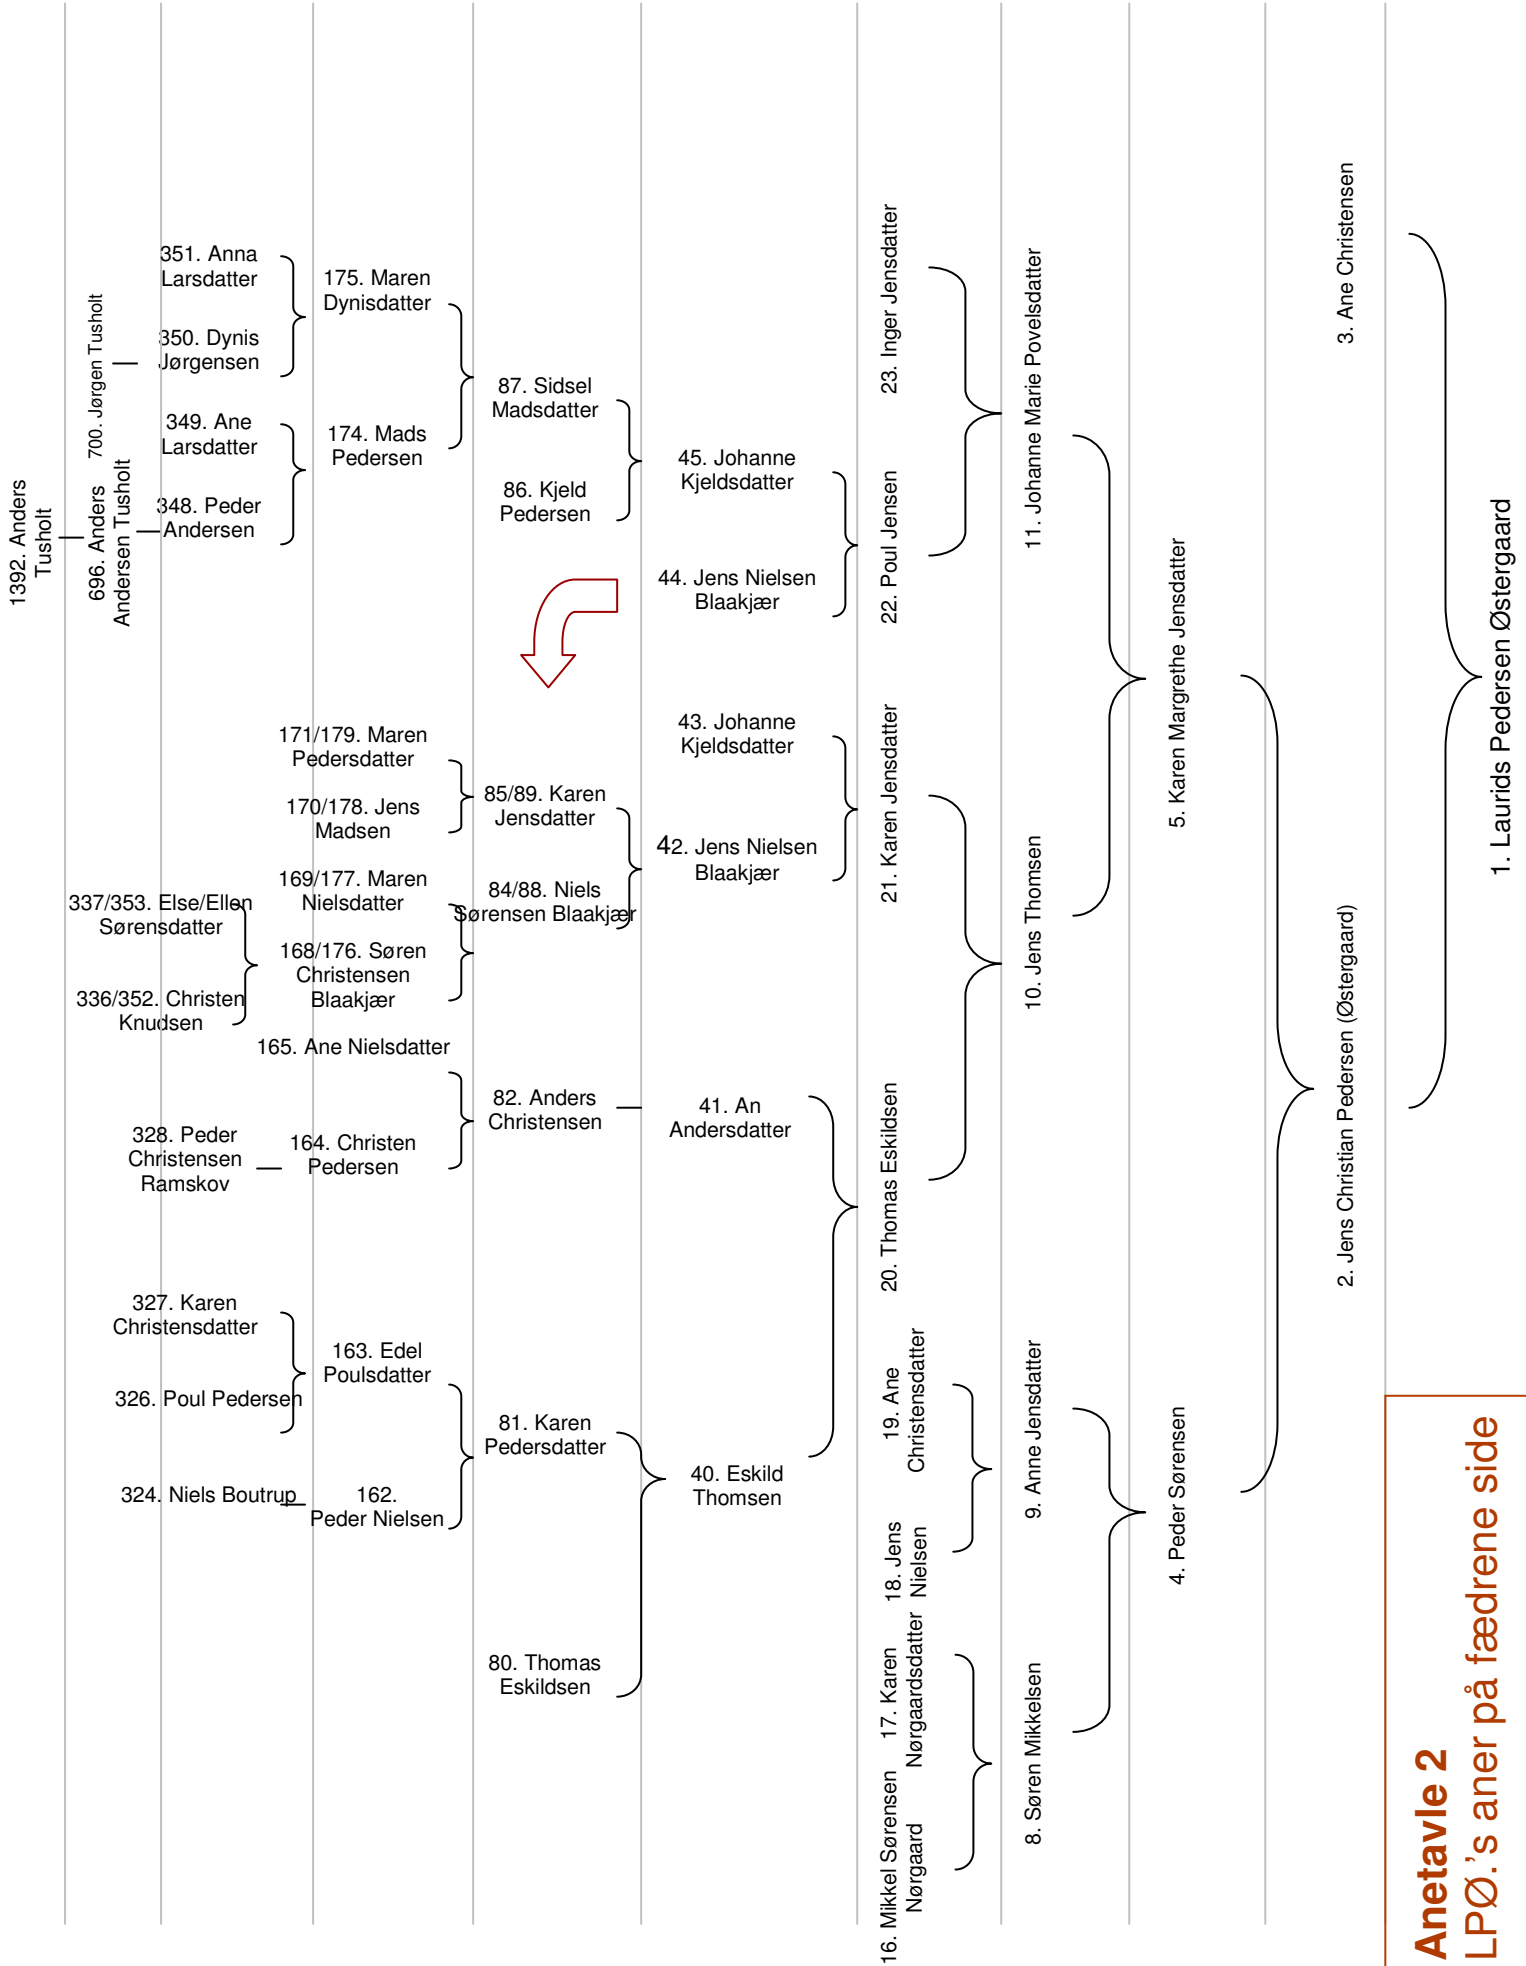 1392. Anders
Tusholt
696. Anders
Andersen Tusholt
700. Jørgen Tusholt
351. Anna
Larsdatter
350. Dynis
Jørgensen
349. Ane
Larsdatter
348. Peder
Andersen
337/353. Else/Ellen
Sørensdatter
336/352. Christen
Knudsen
328. Peder
Christensen
Ramskov
327. Karen
Christensdatter
326. Poul Pedersen
324. Niels Boutrup
175. Maren
Dynisdatter
174. Mads
Pedersen
171/179. Maren
Pedersdatter
170/178. Jens
Madsen
169/177. Maren
Nielsdatter
168/176. Søren
Christensen
Blaakjær
165. Ane Nielsdatter
164. Christen
Pedersen
163. Edel
Poulsdatter
162.
Peder Nielsen
87. Sidsel
Madsdatter
86. Kjeld
Pedersen
85/89. Karen
Jensdatter
84/88. Niels
Sørensen Blaakjær
82. Anders
Christensen
81. Karen
Pedersdatter
80. Thomas
Eskildsen
45. Johanne
Kjeldsdatter
44. Jens Nielsen
Blaakjær
43. Johanne
Kjeldsdatter
42. Jens Nielsen
Blaakjær
41. An
Andersdatter
40. Eskild
Thomsen
23. Inger Jensdatter
22. Poul Jensen
21. Karen Jensdatter
20. Thomas Eskildsen
19. Ane
Christensdatter
18. Jens
Nielsen
17. Karen
Nørgaardsdatter
16. Mikkel Sørensen
Nørgaard
11. Johanne Marie Povelsdatter
10. Jens Thomsen
9. Anne Jensdatter
8. Søren Mikkelsen
5. Karen Margrethe Jensdatter
4. Peder Sørensen
3. Ane Christensen
2. Jens Christian Pedersen (Østergaard)
1. Laurids Pedersen Østergaard
Anetavle 2
LPØ.'s aner på fædrene side